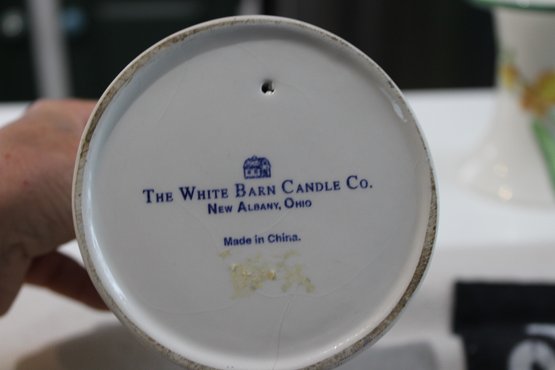 The White Barn Candle Co.
New Albany, Ohio
Made in China.